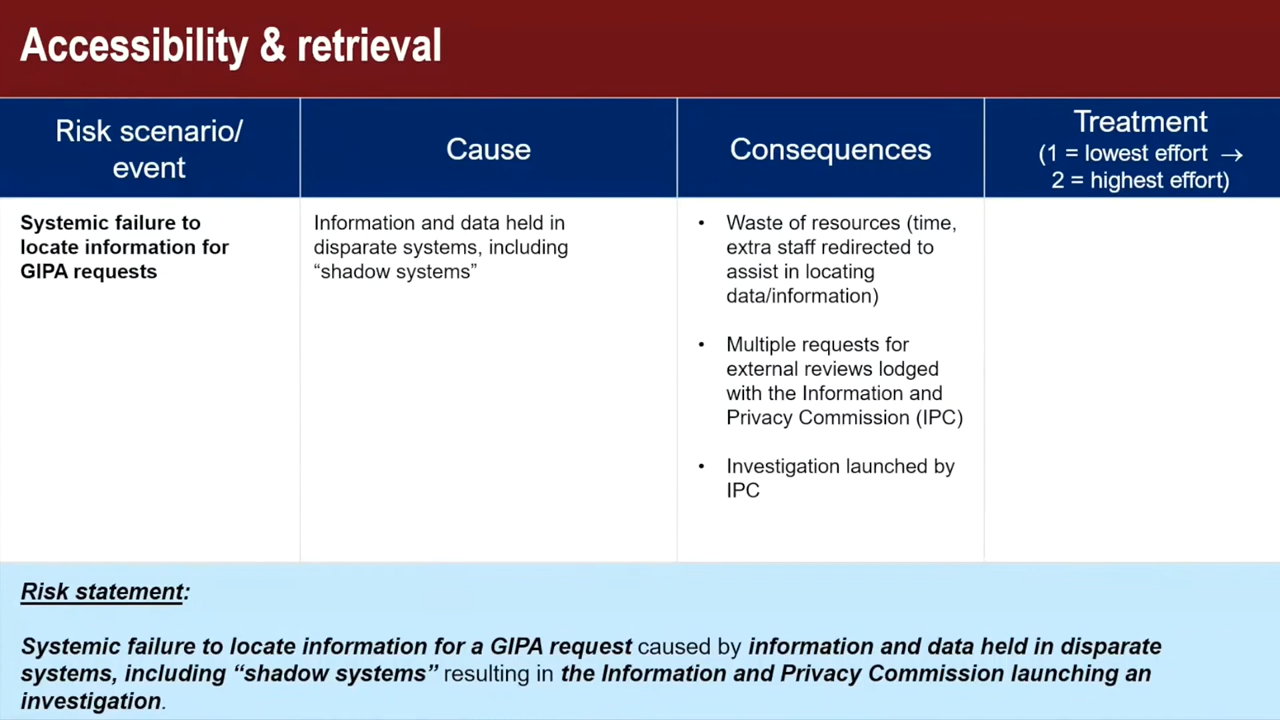 Accessibility & retrieval
Risk scenario/
event
Cause
Consequences
Treatment
(1 = lowest effort →
2 = highest effort)
Systemic failure to
locate information for
GIPA requests
Information and data held in
disparate systems, including
“shadow systems”
• Waste of resources (time,
extra staff redirected to
assist in locating
data/information)
• Multiple requests for
external reviews lodged
with the Information and
Privacy Commission (IPC)
• Investigation launched by
IPC
Risk statement:
Systemic failure to locate information for a GIPA request caused by information and data held in disparate
systems, including “shadow systems” resulting in the Information and Privacy Commission launching an
investigation.